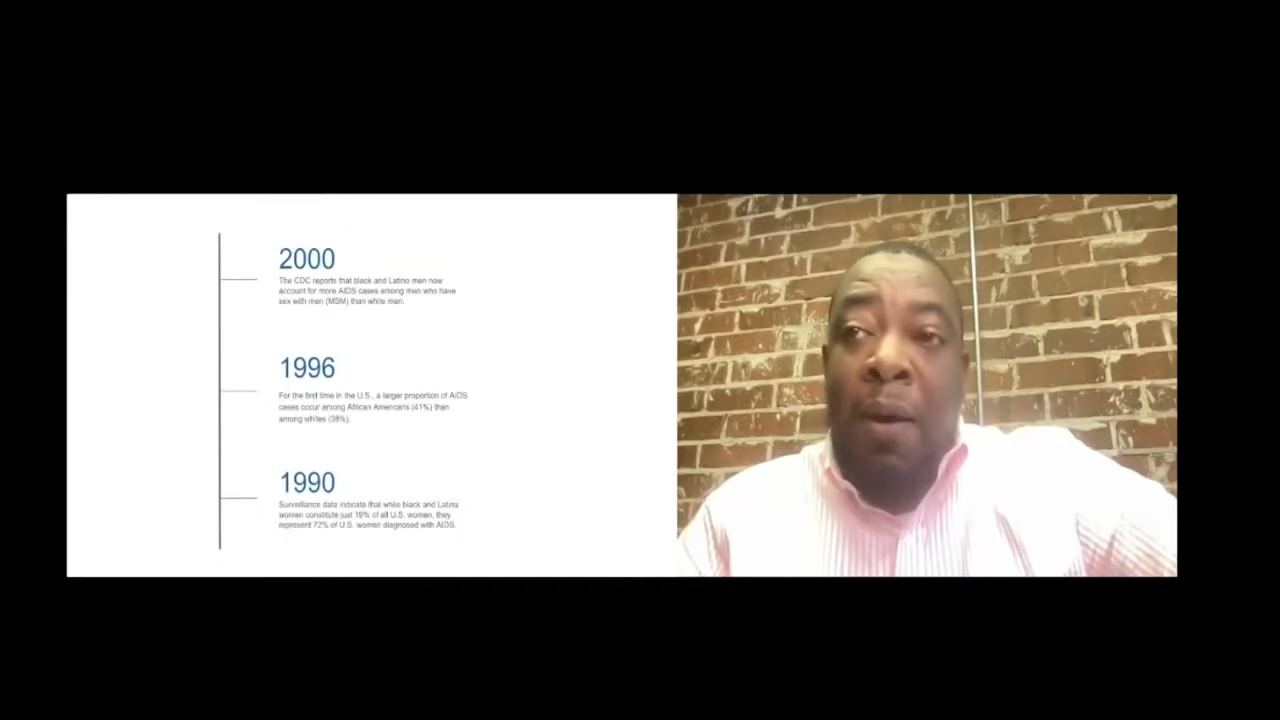 2000
The CDC reports that black and Latino men now
account for more AIDS cases among men who have
sex with men (MSM) than white men.
1996
For the first time in the U.S., a larger proportion of AIDS
cases occur among African Americans (41%) than
among whites (38%).
1990
Surveillance data indicate that while black and Latina
women constitute just 19% of all U.S. women, they
represent 72% of U.S. women diagnosed with AIDS.